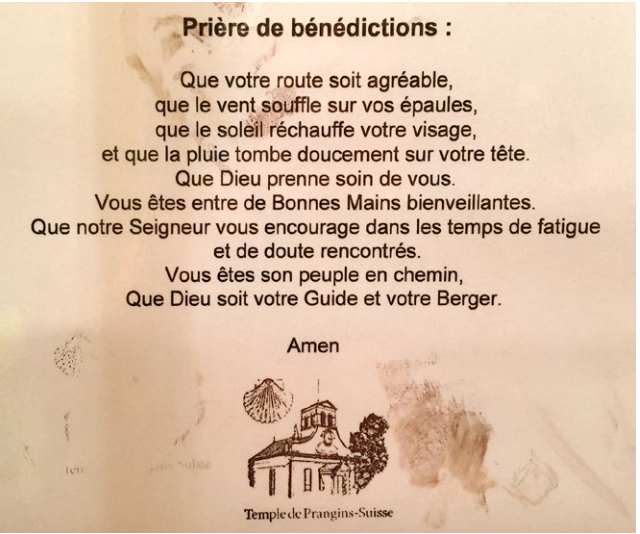 Prière de bénédictions :
Que votre route soit agréable,
que le vent souffle sur vos épaules,
que le soleil réchauffe votre visage,
et que la pluie tombe doucement sur votre tête.
Que Dieu prenne soin de vous.
Vous êtes entre de Bonnes Mains bienveillantes.
Que notre Seigneur vous encourage dans les temps de fatigue
et de doute rencontrés.
Vous êtes son peuple en chemin,
Que Dieu soit votre Guide et votre Berger.
Amen
Temple de Prangins-Suisse